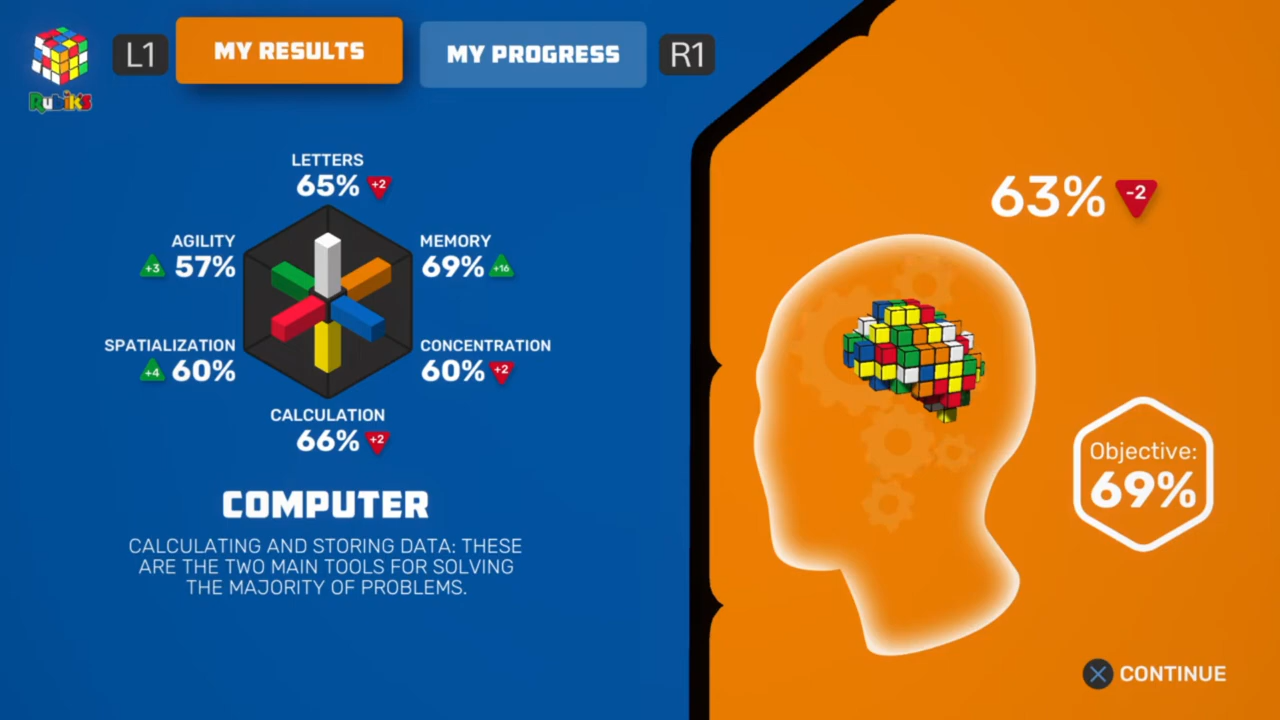 L1
MY RESULTS
MY PROGRESS
R1
Rubik's
LETTERS
65% +2
AGILITY
+3 57%
MEMORY
69% +16
SPATIALIZATION
+4 60%
CONCENTRATION
60% +2
CALCULATION
66% +2
COMPUTER
CALCULATING AND STORING DATA: THESE
ARE THE TWO MAIN TOOLS FOR SOLVING
THE MAJORITY OF PROBLEMS.
63% -2
Objective:
69%
CONTINUE